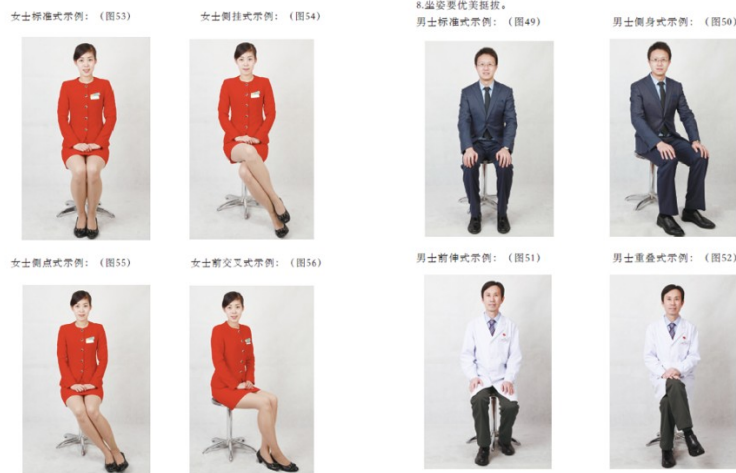 女士标准式示例：（图53）
女士侧挂式示例：（图54）
女士侧点式示例：（图55）
女士前交叉式示例：（图56）
8.坐姿要优美挺拔。
男士标准式示例：（图49）
男士侧身式示例：（图50）
男士前伸式示例：（图51）
男士重叠式示例：（图52）